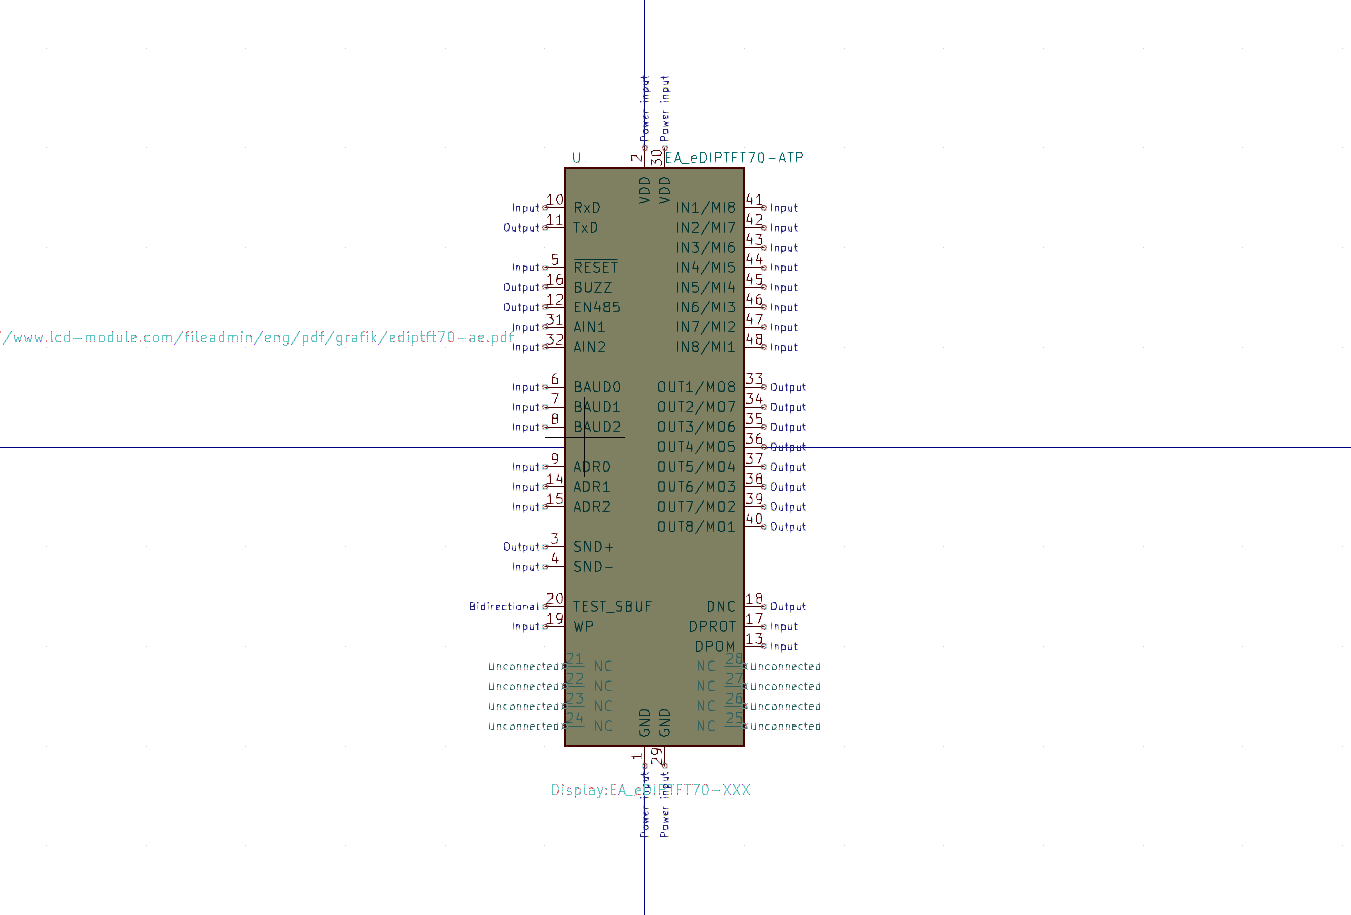 Power input Power input
U 2 30 EA_eDIPTFT70-ATP
VDD VDD
Input 10 RxD IN1/MI8 41 Input
Output 11 TxD IN2/MI7 42 Input
IN3/MI6 43 Input
Input 5 RESET IN4/MI5 44 Input
Output 16 BUZZ IN5/MI4 45 Input
Output 12 EN485 IN6/MI3 46 Input
Input 31 AIN1 IN7/MI2 47 Input
/www.lcd-module.com/fileadmin/eng/pdf/grafik/ediptft70-ae.pdf
Input 32 AIN2 IN8/MI1 48 Input
Input 6 BAUD0 OUT1/MO8 33 Output
Input 7 BAUD1 OUT2/MO7 34 Output
Input 8 BAUD2 OUT3/MO6 35 Output
OUT4/MO5 36 Output
Input 9 ADR0 OUT5/MO4 37 Output
Input 14 ADR1 OUT6/MO3 38 Output
Input 15 ADR2 OUT7/MO2 39 Output
OUT8/MO1 40 Output
Output 3 SND+
Input 4 SND-
Bidirectional 20 TEST_SBUF DNC 18 Output
Input 19 WP DPROT 17 Input
DPOM 13 Input
Unconnected 21 NC NC 28 Unconnected
Unconnected 22 NC NC 27 Unconnected
Unconnected 23 NC NC 26 Unconnected
Unconnected 24 NC NC 25 Unconnected
GND GND
1 29
Display:EA_eDIPTFT70-XXX
Power input Power input